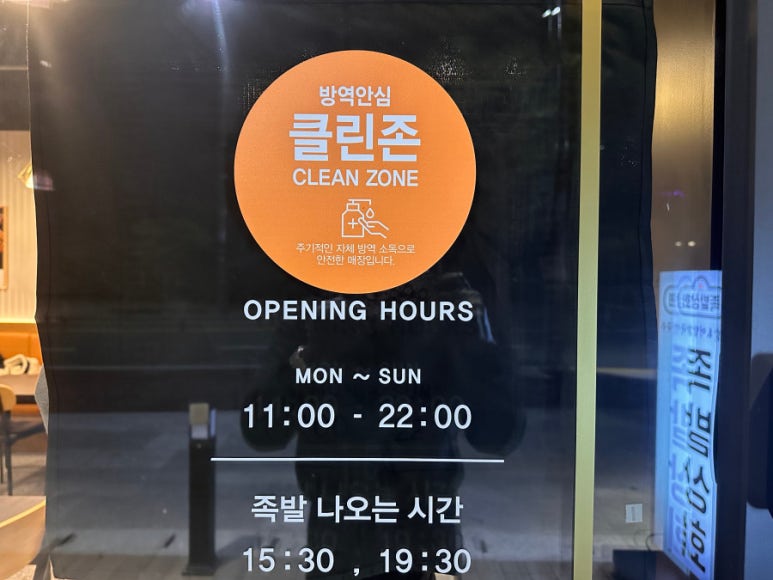 방역안심
클린존
CLEAN ZONE
주기적인 자체 방역 소독으로
안전한 매장입니다.
OPENING HOURS
MON ~ SUN
11:00 - 22:00
족발 나오는 시간
15:30 , 19:30